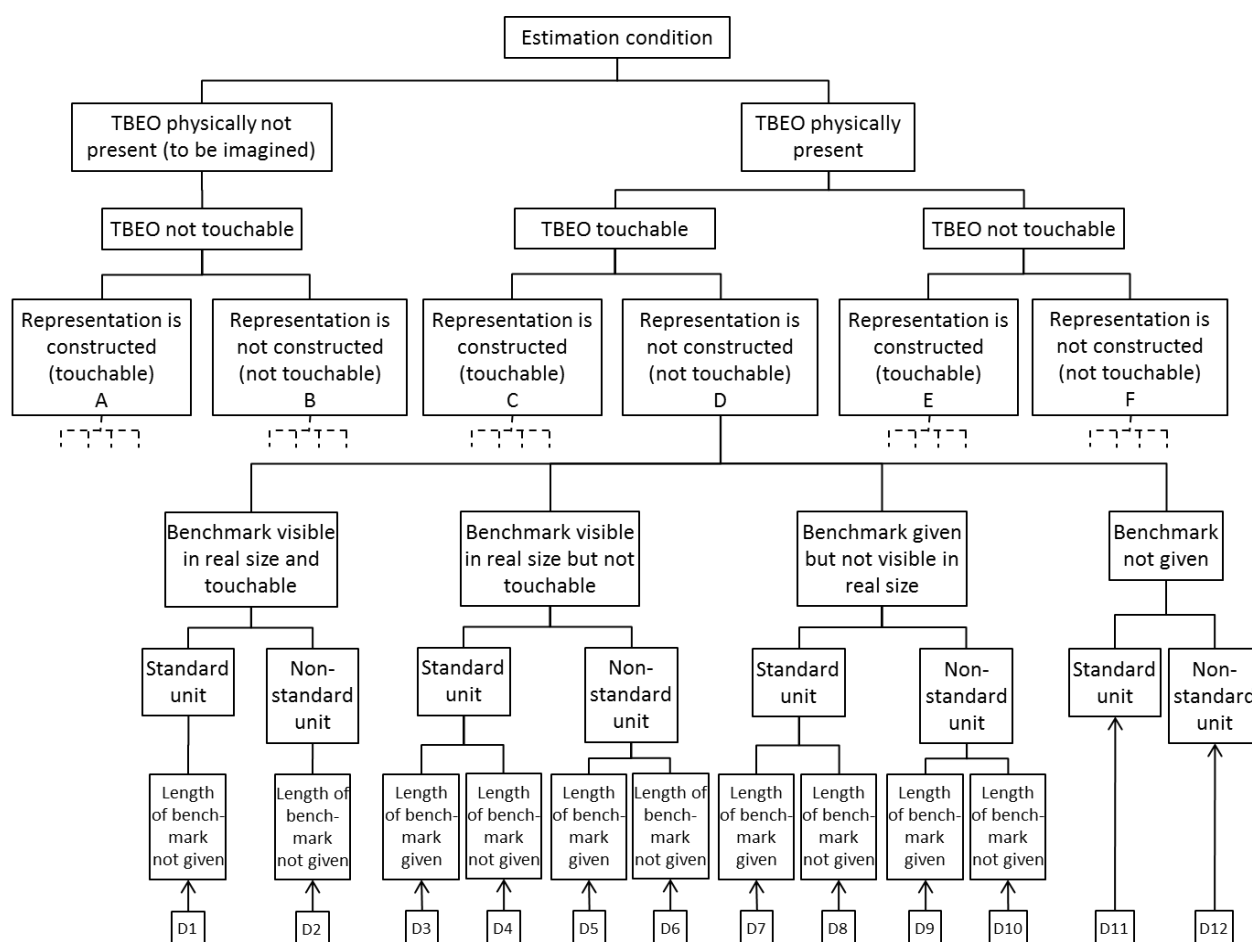 Estimation condition
TBEO physically not
present (to be imagined)
TBEO physically
present
TBEO not touchable
TBEO touchable
TBEO not touchable
Representation is
constructed
(touchable)
A
Representation is
not constructed
(not touchable)
B
Representation is
constructed
(touchable)
C
Representation is
not constructed
(not touchable)
D
Representation is
constructed
(touchable)
E
Representation is
not constructed
(not touchable)
F
Benchmark visible
in real size and
touchable
Benchmark visible
in real size but not
touchable
Benchmark given
but not visible in
real size
Benchmark
not given
Standard
unit
Non-
standard
unit
Standard
unit
Non-
standard
unit
Standard
unit
Non-
standard
unit
Standard
unit
Non-
standard
unit
Length
of bench-
mark
not given
Length of
bench-
mark
not given
Length
of bench-
mark
given
Length
of bench-
mark
not given
Length
of bench-
mark
given
Length
of bench-
mark
not given
Length
of bench-
mark
given
Length
of bench-
mark
not given
Length
of bench-
mark
given
Length
of bench-
mark
not given
D1
D2
D3
D4
D5
D6
D7
D8
D9
D10
D11
D12